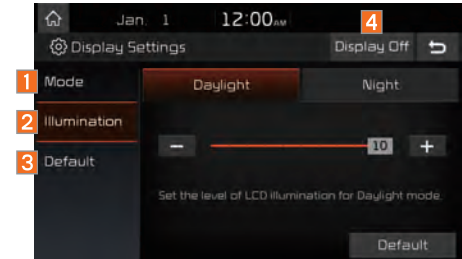 Jan. 1 12:00AM 4
Display Settings Display Off
1 Mode Daylight Night
2 Illumination
− 10 +
3 Default
Set the level of LCD illumination for Daylight mode.
Default